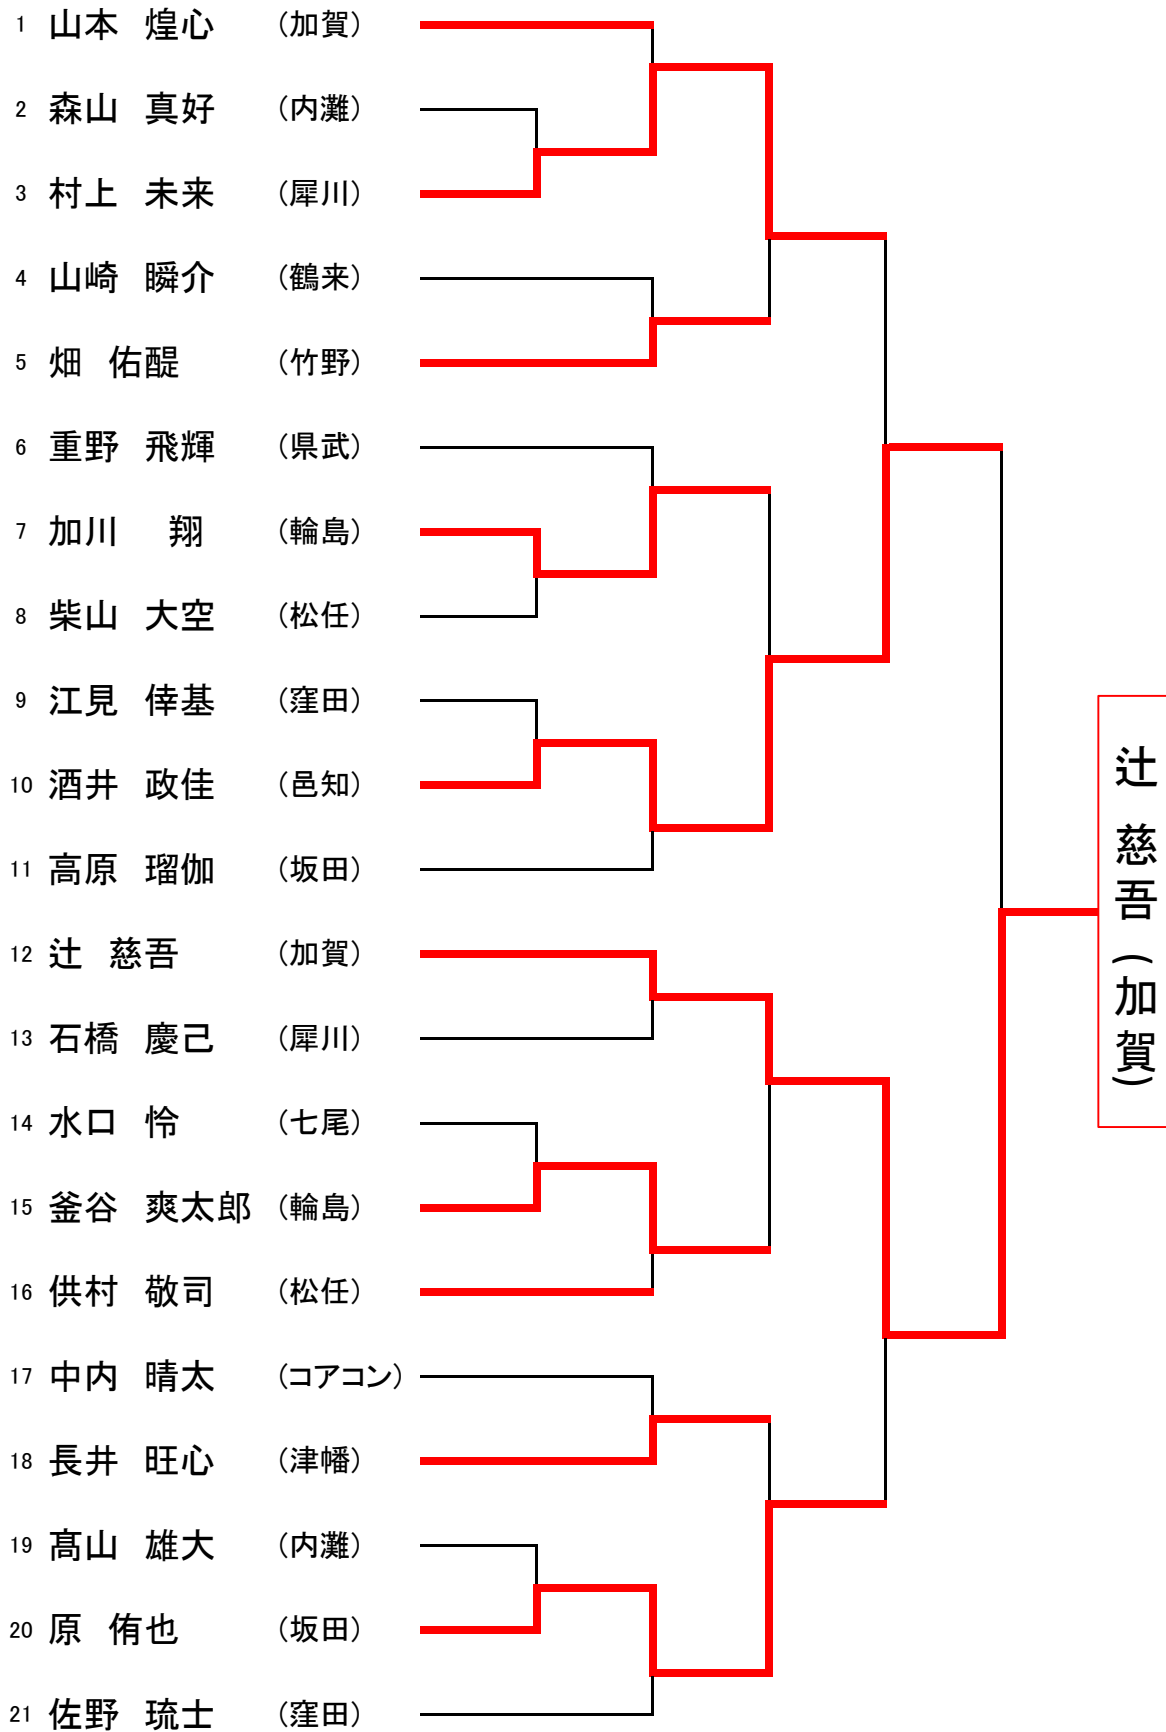 1 山本 煌心 (加賀)
2 森山 真好 (内灘)
3 村上 未来 (犀川)
4 山崎 瞬介 (鶴来)
5 畑 佑醍 (竹野)
6 重野 飛輝 (県武)
7 加川 翔 (輪島)
8 柴山 大空 (松任)
9 江見 倖基 (窪田)
10 酒井 政佳 (邑知)
11 高原 瑠伽 (坂田)
12 辻 慈吾 (加賀)
13 石橋 慶己 (犀川)
14 水口 怜 (七尾)
15 釜谷 爽太郎 (輪島)
16 供村 敬司 (松任)
17 中内 晴太 (コアコン)
18 長井 旺心 (津幡)
19 髙山 雄大 (内灘)
20 原 侑也 (坂田)
21 佐野 琉士 (窪田)
辻 慈吾(加賀)